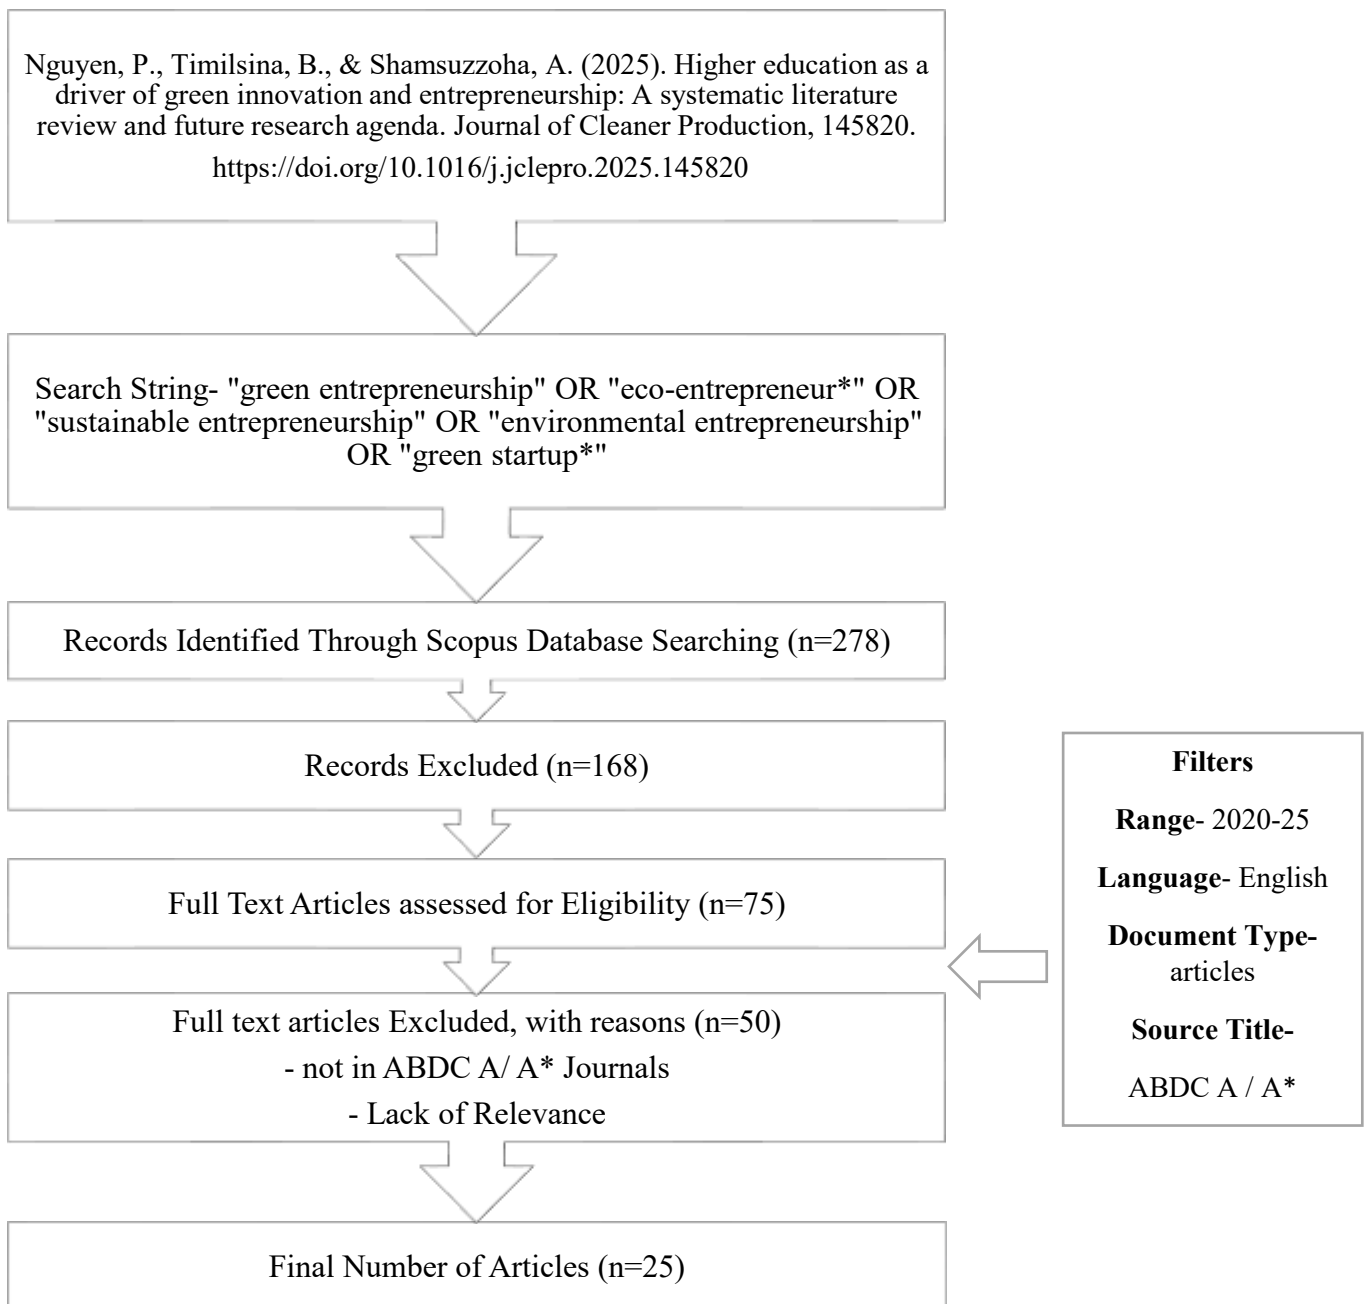 Nguyen, P., Timilsina, B., & Shamsuzzoha, A. (2025). Higher education as a
driver of green innovation and entrepreneurship: A systematic literature
review and future research agenda. Journal of Cleaner Production, 145820.
https://doi.org/10.1016/j.jclepro.2025.145820
Search String- "green entrepreneurship" OR "eco-entrepreneur*" OR
"sustainable entrepreneurship" OR "environmental entrepreneurship"
OR "green startup*"
Records Identified Through Scopus Database Searching (n=278)
Records Excluded (n=168)
Full Text Articles assessed for Eligibility (n=75)
Full text articles Excluded, with reasons (n=50)
- not in ABDC A/ A* Journals
- Lack of Relevance
Final Number of Articles (n=25)
Filters
Range- 2020-25
Language- English
Document Type-
articles
Source Title-
ABDC A / A*